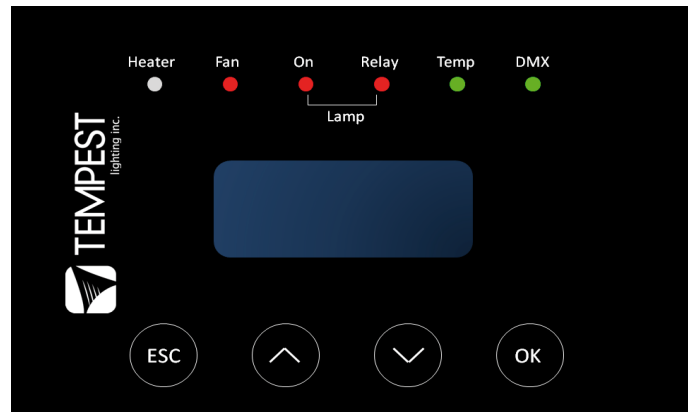 Heater Fan On Relay Temp DMX
Lamp
TEMPEST
lighting inc.
ESC OK